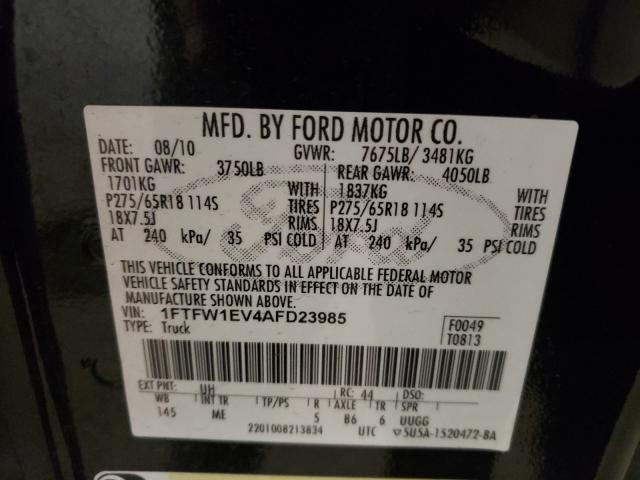 MFD. BY FORD MOTOR CO.
DATE: 08/10 GVWR: 7675LB/ 3481KG
FRONT GAWR: 3750LB REAR GAWR: 4050LB
1701KG WITH 1837KG WITH
P275/65R18 114S TIRES P275/65R18 114S TIRES
18X7.5J RIMS 18X7.5J RIMS
AT 240 kPa/ 35 PSI COLD AT 240 kPa/ 35 PSI COLD
Ford
THIS VEHICLE CONFORMS TO ALL APPLICABLE FEDERAL MOTOR
VEHICLE SAFETY STANDARDS IN EFFECT ON THE DATE OF
MANUFACTURE SHOWN ABOVE.
VIN: 1FTFW1EV4AFD23985 F0049
TYPE: Truck T0813
EXT PNT: UH RC: 44 DSO:
WB INT TR TP/PS R AXLE TR SPR
145 ME 5 B6 6 UUGG
2201008213834 UTC 5U5A-1520472-BA